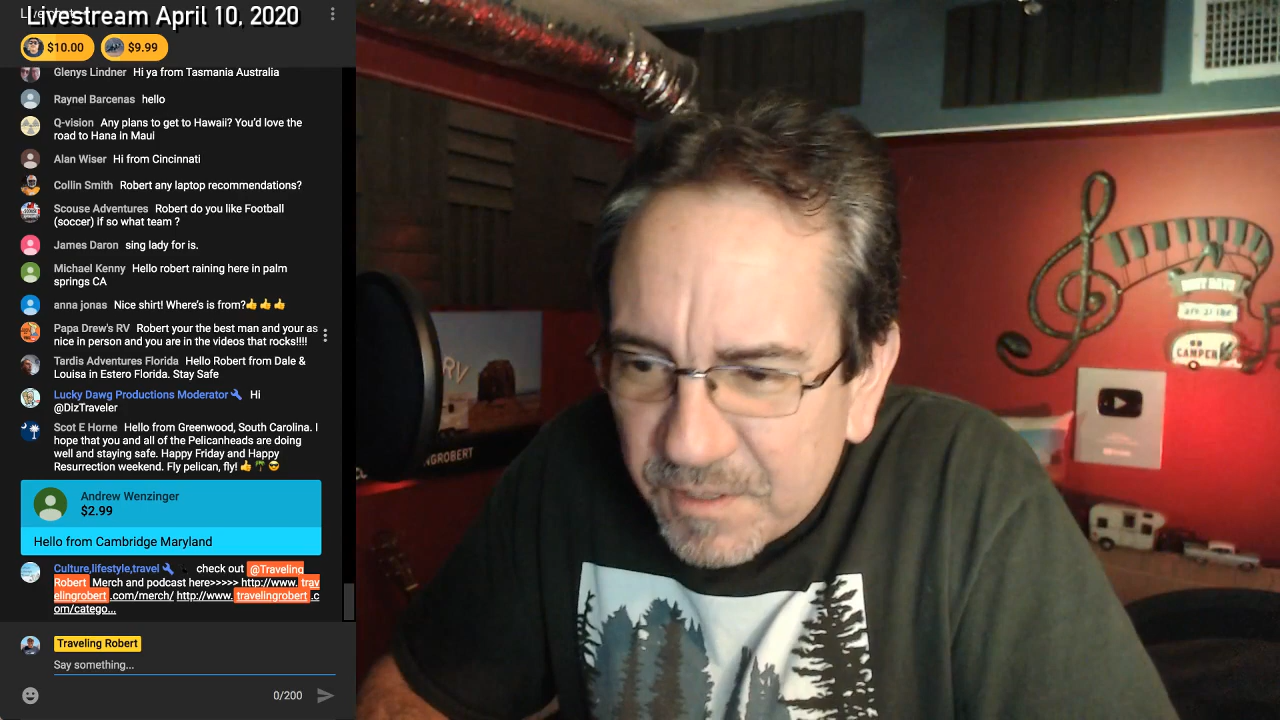 Livestream April 10, 2020
$10.00 $9.99
Glenys Lindner Hi ya from Tasmania Australia
Raynel Barcenas hello
Q-vision Any plans to get to Hawaii? You'd love the
road to Hana in Maui
Alan Wiser Hi from Cincinnati
Collin Smith Robert any laptop recommendations?
Scouse Adventures Robert do you like Football
(soccer) if so what team ?
James Daron sing lady for is.
Michael Kenny Hello robert raining here in palm
springs CA
anna jonas Nice shirt! Where's is from?👍👍👍
Papa Drew's RV Robert your the best man and your as
nice in person and you are in the videos that rocks!!!!
Tardis Adventures Florida Hello Robert from Dale &
Louisa in Estero Florida. Stay Safe
Lucky Dawg Productions Moderator Hi
@DizTraveler
Scot E Horne Hello from Greenwood, South Carolina. I
hope that you and all of the Pelicanheads are doing
well and staying safe. Happy Friday and Happy
Resurrection weekend. Fly pelican, fly! 👍🌴😎
Andrew Wenzinger
$2.99
Hello from Cambridge Maryland
Culture,lifestyle,travel check out @Traveling
Robert Merch and podcast here>>>>> http://www.trav
elingrobert.com/merch/ http://www.travelingrobert.c
om/catego...
Traveling Robert
Say something...
0/200
RV
NGROBERT
CAMPER